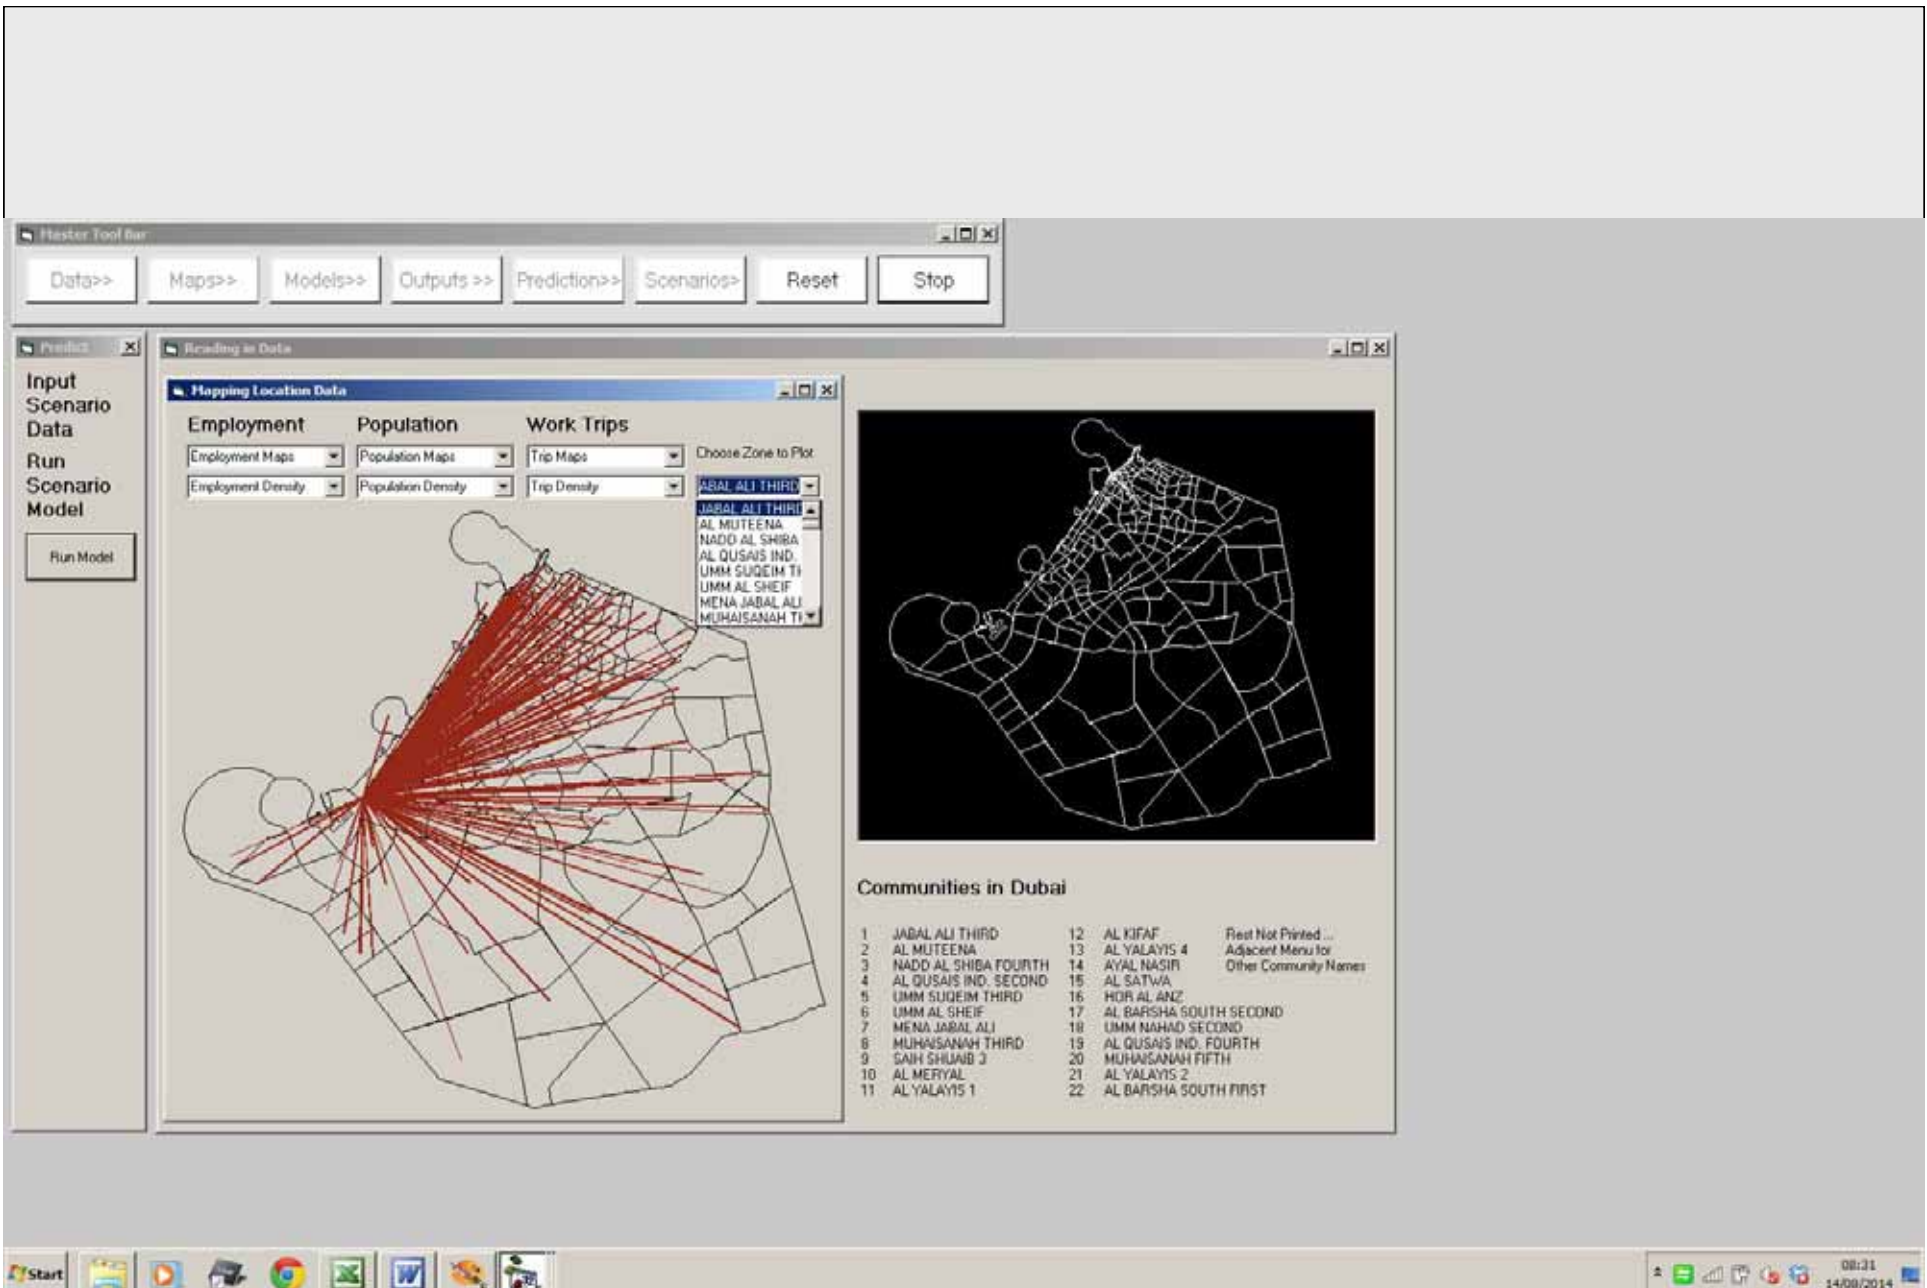 Master Tool Bar
Data>> Maps>> Models>> Outputs >> Prediction>> Scenarios> Reset Stop
Predict
Input
Scenario
Data
Run
Scenario
Model
Run Model
Reading in Data
Mapping Location Data
Employment Population Work Trips
Employment Maps Population Maps Trip Maps Choose Zone to Plot
Employment Density Population Density Trip Density ABAL ALI THIRD
JABAL ALI THIRD
AL MUTEENA
NADD AL SHIBA
AL QUSAIS IND.
UMM SUQEIM TH
UMM AL SHEIF
MENA JABAL ALI
MUHAISANAH TH
Communities in Dubai
1 JABAL ALI THIRD 12 AL KIFAF Rest Not Printed ...
2 AL MUTEENA 13 AL YALAYIS 4 Adjacent Menu for
3 NADD AL SHIBA FOURTH 14 AYAL NASIR Other Community Names
4 AL QUSAIS IND. SECOND 15 AL SATWA
5 UMM SUQEIM THIRD 16 HOR AL ANZ
6 UMM AL SHEIF 17 AL BARSHA SOUTH SECOND
7 MENA JABAL ALI 18 UMM NAHAD SECOND
8 MUHAISANAH THIRD 19 AL QUSAIS IND. FOURTH
9 SAIH SHUAIB 3 20 MUHAISANAH FIFTH
10 AL MERYAL 21 AL YALAYIS 2
11 AL YALAYIS 1 22 AL BARSHA SOUTH FIRST
Start 08:31
14/08/2014